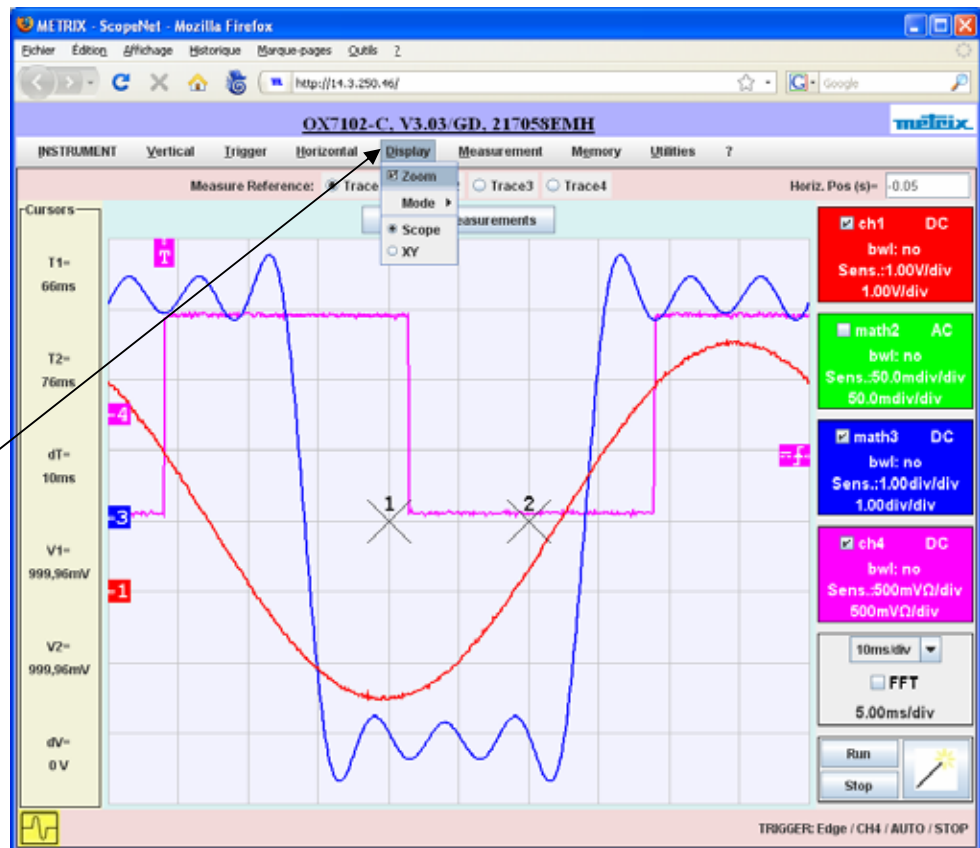 METRIX - ScopeNet - Mozilla Firefox
Fichier Édition Affichage Historique Marque-pages Outils ?
http://14.3.250.46/
Google
OX7102-C, V3.03/GD, 217058EMH
metrix
INSTRUMENT Vertical Trigger Horizontal Display Measurement Memory Utilities ?
Measure Reference: Trace 2 Trace3 Trace4 Horiz. Pos (s)= -0.05
Zoom
Mode
Scope
XY
easurements
Cursors
T1=
66ms
T2=
76ms
dT=
10ms
V1=
999,96mV
V2=
999,96mV
dV=
0 V
T
4
3
1
1
2
ch1 DC
bwl: no
Sens.:1.00V/div
1.00V/div
math2 AC
bwl: no
Sens.:50.0mdiv/div
50.0mdiv/div
math3 DC
bwl: no
Sens.:1.00div/div
1.00div/div
ch4 DC
bwl: no
Sens.:500mVΩ/div
500mVΩ/div
10ms/div
FFT
5.00ms/div
Run
Stop
TRIGGER: Edge / CH4 / AUTO / STOP